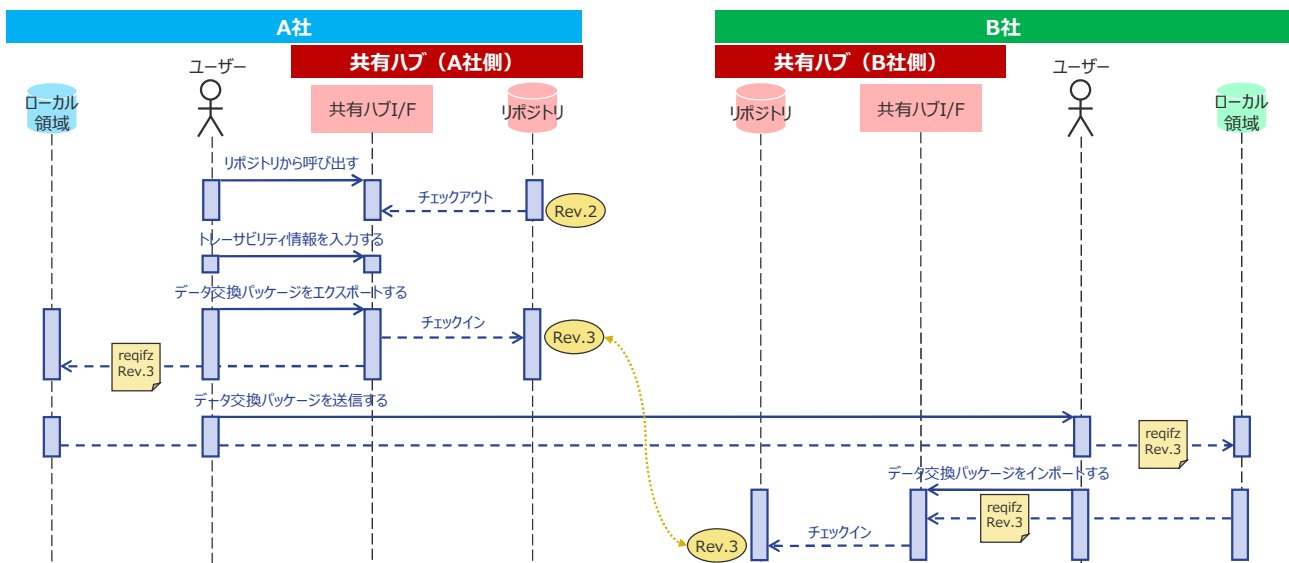 A社
B社
共有ハブ（A社側）
共有ハブ（B社側）
ローカル
領域
ユーザー
共有ハブI/F
リポジトリ
リポジトリ
共有ハブI/F
ユーザー
ローカル
領域
リポジトリから呼び出す
チェックアウト
Rev.2
トレーサビリティ情報を入力する
データ交換パッケージをエクスポートする
チェックイン
Rev.3
reqifz
Rev.3
データ交換パッケージを送信する
reqifz
Rev.3
データ交換パッケージをインポートする
reqifz
Rev.3
チェックイン
Rev.3